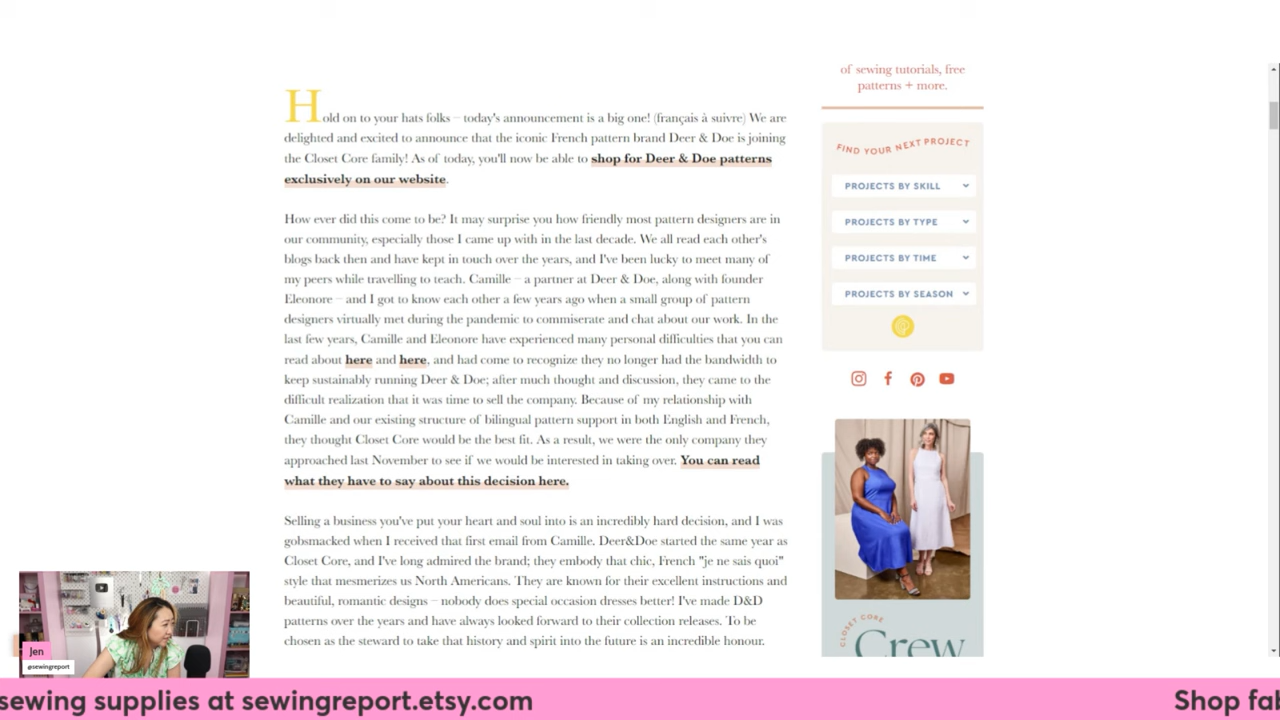 Hold on to your hats folks – today's announcement is a big one! (français à suivre) We are
delighted and excited to announce that the iconic French pattern brand Deer & Doe is joining
the Closet Core family! As of today, you'll now be able to shop for Deer & Doe patterns
exclusively on our website.
How ever did this come to be? It may surprise you how friendly most pattern designers are in
our community, especially those I came up with in the last decade. We all read each other's
blogs back then and have kept in touch over the years, and I've been lucky to meet many of
my peers while travelling to teach. Camille – a partner at Deer & Doe, along with founder
Eleonore – and I got to know each other a few years ago when a small group of pattern
designers virtually met during the pandemic to commiserate and chat about our work. In the
last few years, Camille and Eleonore have experienced many personal difficulties that you can
read about here and here, and had come to recognize they no longer had the bandwidth to
keep sustainably running Deer & Doe; after much thought and discussion, they came to the
difficult realization that it was time to sell the company. Because of my relationship with
Camille and our existing structure of bilingual pattern support in both English and French,
they thought Closet Core would be the best fit. As a result, we were the only company they
approached last November to see if we would be interested in taking over. You can read
what they have to say about this decision here.
Selling a business you've put your heart and soul into is an incredibly hard decision, and I was
gobsmacked when I received that first email from Camille. Deer&Doe started the same year as
Closet Core, and I've long admired the brand; they embody that chic, French "je ne sais quoi"
style that mesmerizes us North Americans. They are known for their excellent instructions and
beautiful, romantic designs – nobody does special occasion dresses better! I've made D&D
patterns over the years and have always looked forward to their collection releases. To be
chosen as the steward to take that history and spirit into the future is an incredible honour.
of sewing tutorials, free
patterns + more.
FIND YOUR NEXT PROJECT
PROJECTS BY SKILL
PROJECTS BY TYPE
PROJECTS BY TIME
PROJECTS BY SEASON
CLOSET CORE
Crew
Jen
@sewingreport
sewing supplies at sewingreport.etsy.com
Shop fab